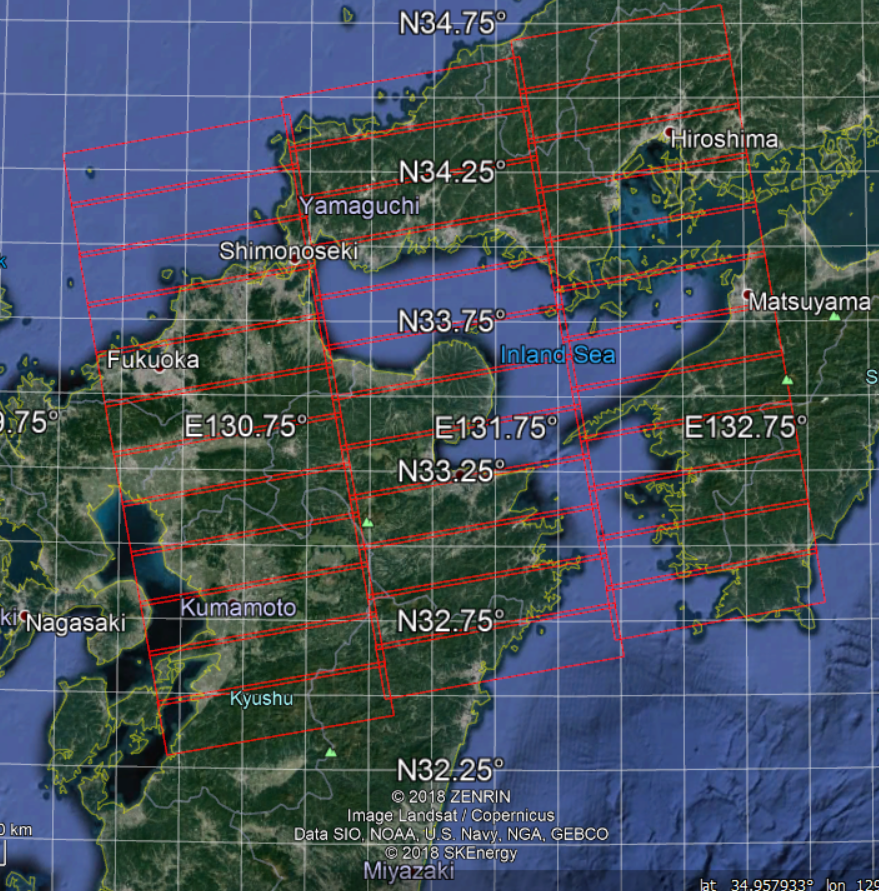 N34.75°
Hiroshima
N34.25°
Yamaguchi
Shimonoseki
Matsuyama
N33.75°
Inland Sea
Fukuoka
9.75°
E130.75°
E131.75°
E132.75°
S
N33.25°
Kumamoto
ki
Nagasaki
N32.75°
Kyushu
N32.25°
© 2018 ZENRIN
Image Landsat / Copernicus
Data SIO, NOAA, U.S. Navy, NGA, GEBCO
© 2018 SKEnergy
0 km
Miyazaki
lat 34.957933° lon 129